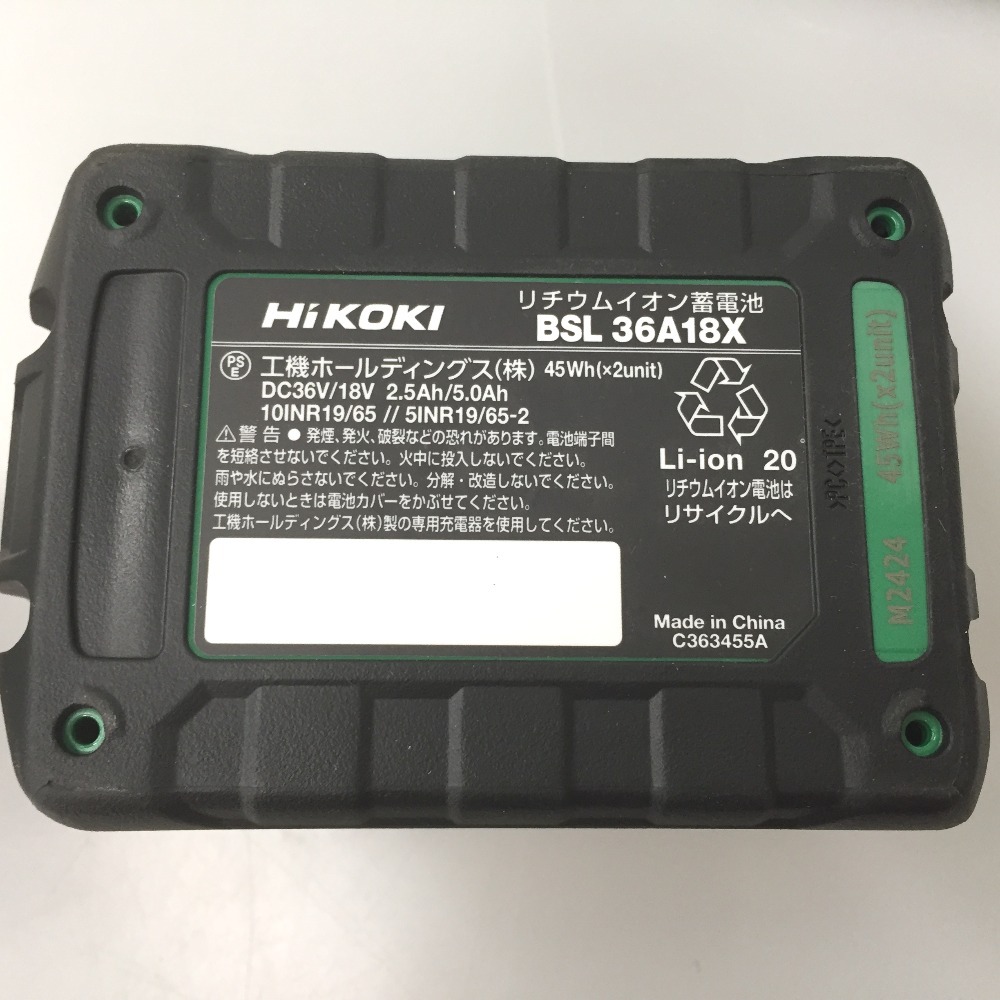 HiKOKI
リチウムイオン蓄電池
BSL 36A18X
PS
E
工機ホールディングス(株) 45Wh(×2unit)
DC36V/18V 2.5Ah/5.0Ah
10INR19/65 // 5INR19/65-2
⚠警告 ● 発煙、発火、破裂などの恐れがあります。電池端子間
を短絡させないでください。火中に投入しないでください。
雨や水にぬらさないでください。分解・改造しないでください。
使用しないときは電池カバーをかぶせてください。
工機ホールディングス(株)製の専用充電器を使用してください。
Li-ion 20
リチウムイオン電池は
リサイクルへ
Made in China
C363455A
M2424 45Wh(x2unit)